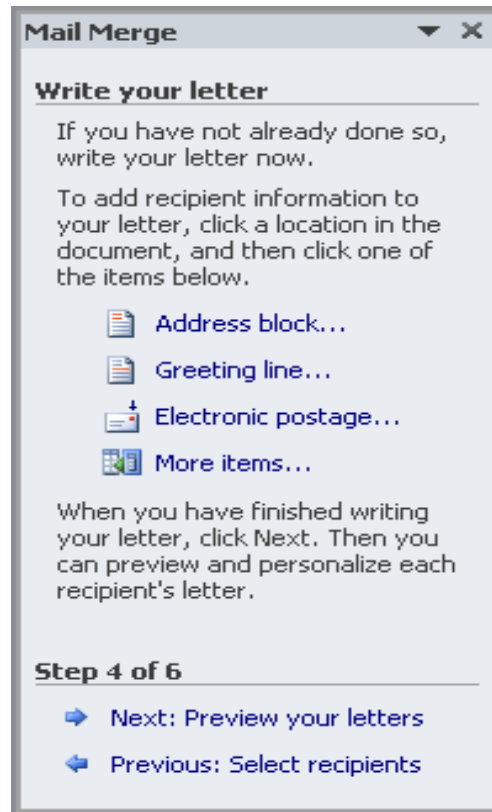 Mail Merge
Write your letter
If you have not already done so,
write your letter now.
To add recipient information to
your letter, click a location in the
document, and then click one of
the items below.
Address block...
Greeting line...
Electronic postage...
More items...
When you have finished writing
your letter, click Next. Then you
can preview and personalize each
recipient's letter.
Step 4 of 6
Next: Preview your letters
Previous: Select recipients